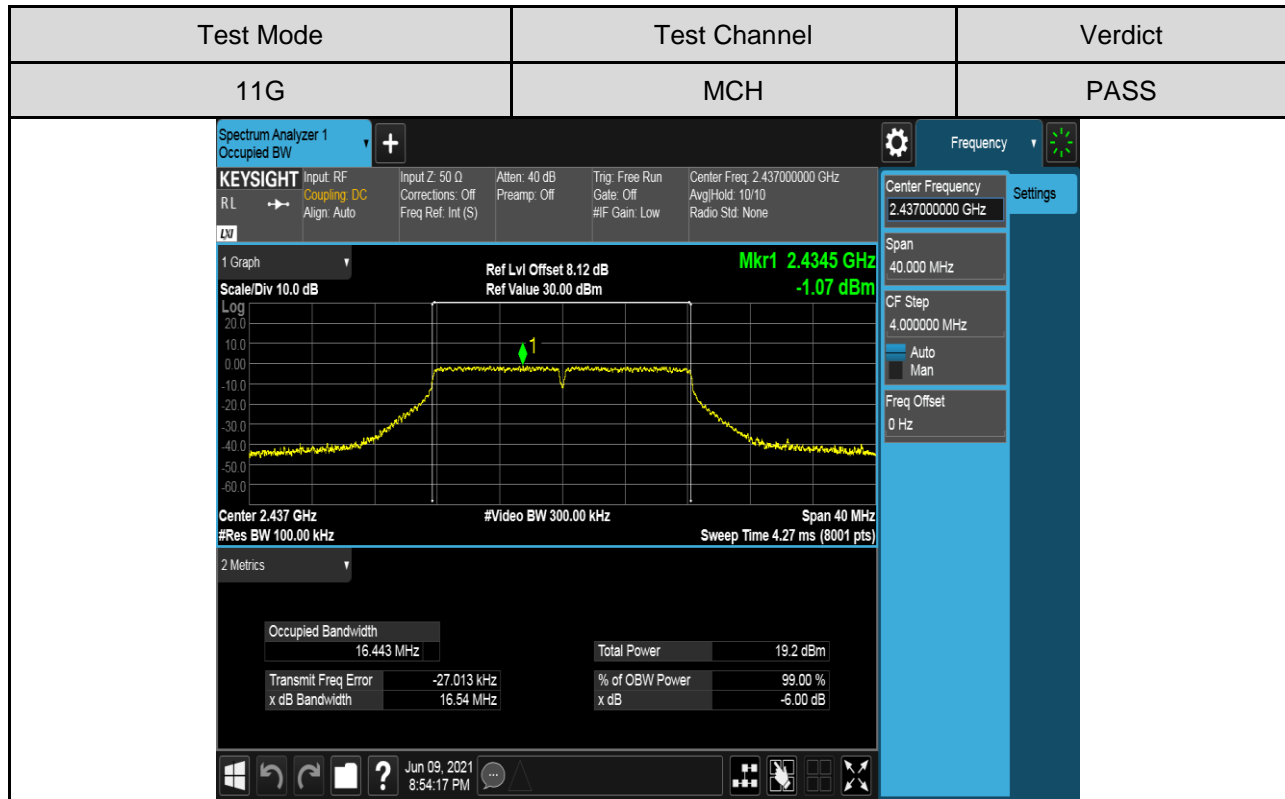 Test Mode Test Channel Verdict
11G MCH PASS
Spectrum Analyzer 1
Occupied BW
+
Frequency
KEYSIGHT Input: RF Input Z: 50 Ω Atten: 40 dB Trig: Free Run Center Freq: 2.437000000 GHz
RL Coupling: DC Corrections: Off Preamp: Off Gate: Off Avg|Hold: 10/10
Align: Auto Freq Ref: Int (S) #IF Gain: Low Radio Std: None
LXI
Center Frequency
2.437000000 GHz
Settings
Span
40.000 MHz
CF Step
4.000000 MHz
Auto
Man
Freq Offset
0 Hz
1 Graph Ref Lvl Offset 8.12 dB Mkr1 2.4345 GHz
Scale/Div 10.0 dB Ref Value 30.00 dBm -1.07 dBm
Log
20.0
10.0
0.00
-10.0
-20.0
-30.0
-40.0
-50.0
-60.0
1
Center 2.437 GHz #Video BW 300.00 kHz Span 40 MHz
#Res BW 100.00 kHz Sweep Time 4.27 ms (8001 pts)
2 Metrics
Occupied Bandwidth
16.443 MHz Total Power 19.2 dBm
Transmit Freq Error -27.013 kHz % of OBW Power 99.00 %
x dB Bandwidth 16.54 MHz x dB -6.00 dB
? Jun 09, 2021
8:54:17 PM